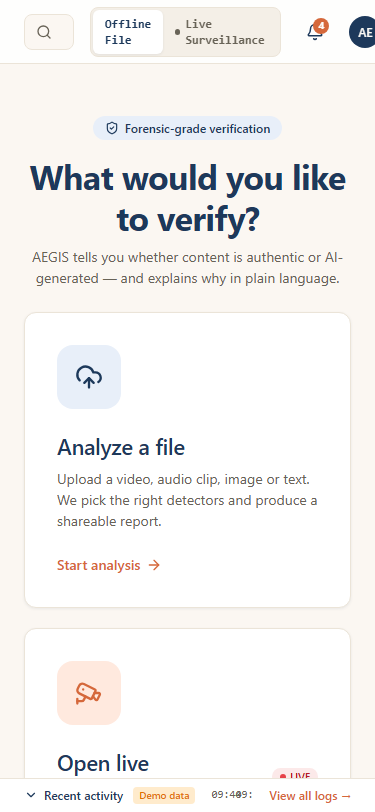 Offline File
Live Surveillance
4
AE
Forensic-grade verification
What would you like
to verify?
AEGIS tells you whether content is authentic or AI-
generated — and explains why in plain language.
Analyze a file
Upload a video, audio clip, image or text.
We pick the right detectors and produce a
shareable report.
Start analysis →
Open live
LIVE
Recent activity
Demo data
View all logs →